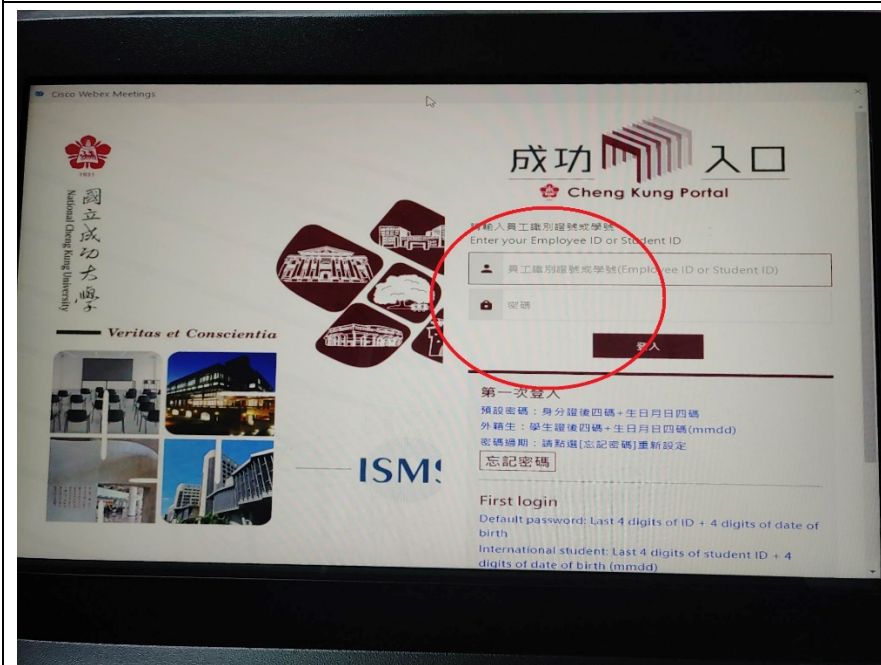 Cisco Webex Meetings
1931
國立成功大學
National Cheng Kung University
Veritas et Conscientia
ISMS
成功入口
Cheng Kung Portal
請輸入員工識別證號或學號
Enter your Employee ID or Student ID
員工識別證號或學號(Employee ID or Student ID)
密碼
登入
第一次登入
預設密碼：身分證後四碼+生日月日四碼
外籍生：學生證後四碼+生日月日四碼(mmdd)
密碼過期：請點選[忘記密碼]重新設定
忘記密碼
First login
Default password: Last 4 digits of ID + 4 digits of date of
birth
International student: Last 4 digits of student ID + 4
digits of date of birth (mmdd)